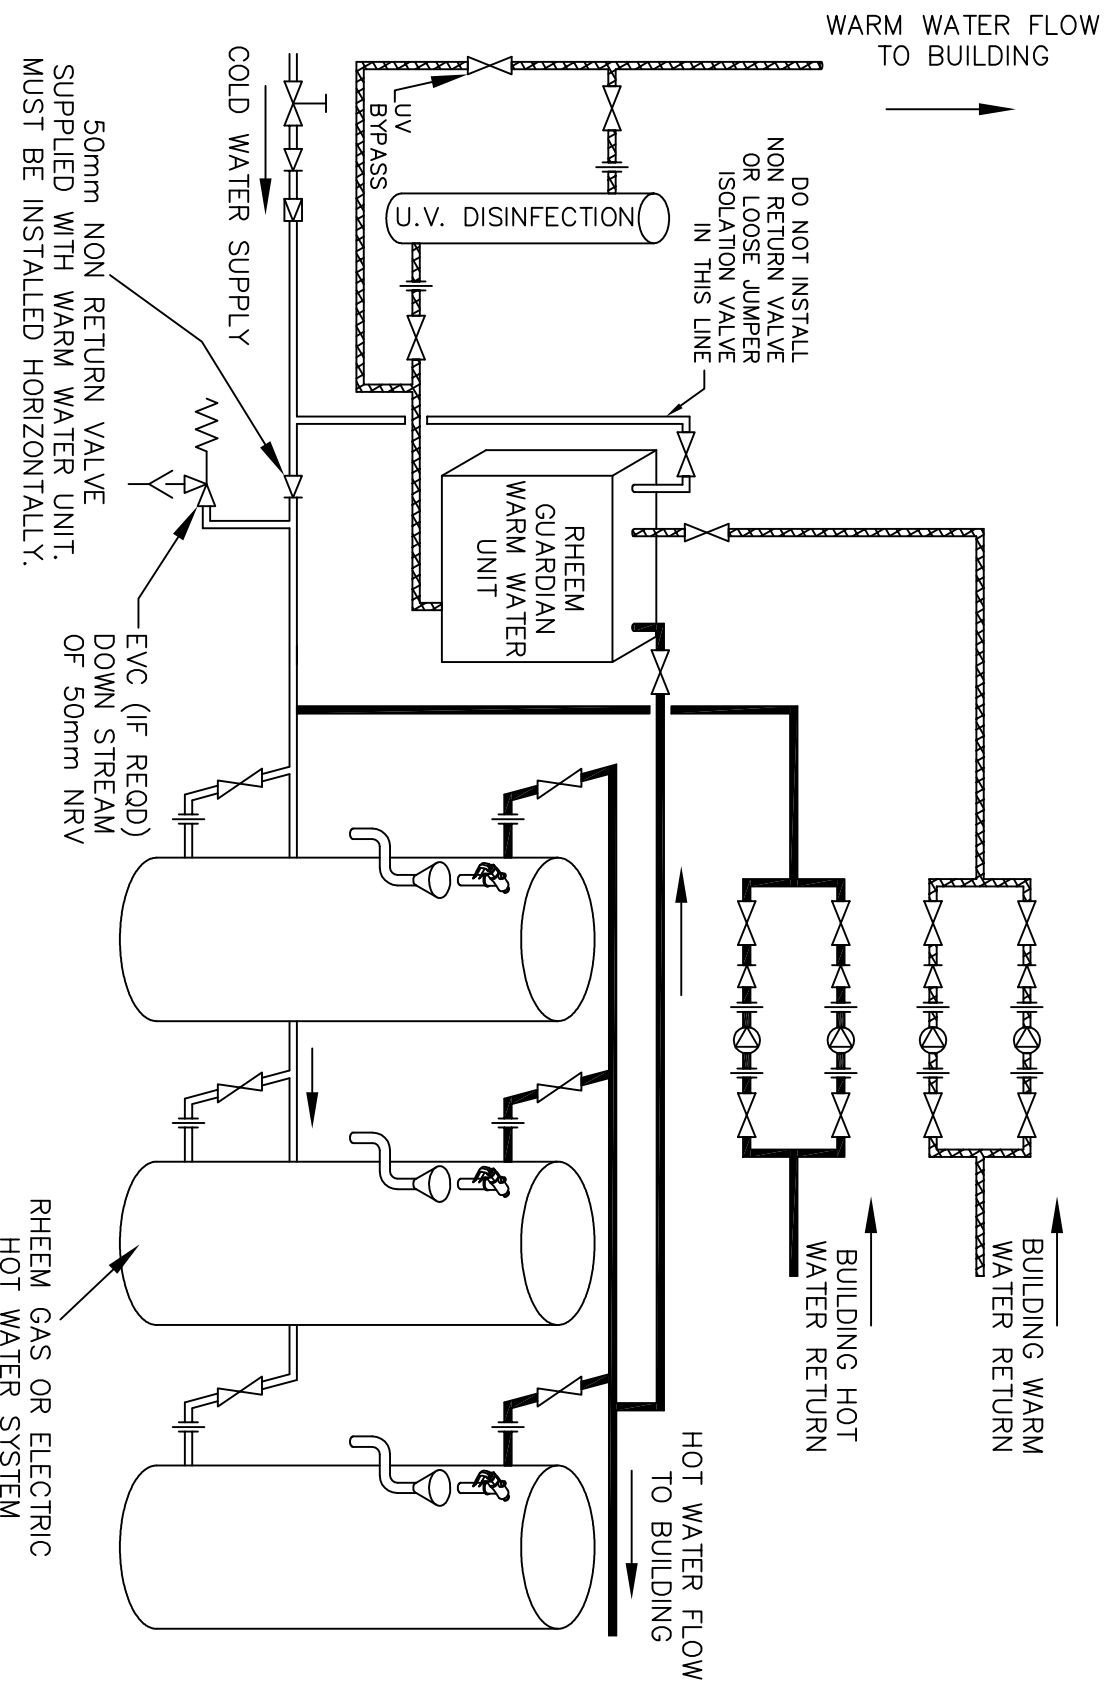 WARM WATER FLOW
TO BUILDING
COLD WATER SUPPLY
UV
BYPASS
U.V. DISINFECTION
DO NOT INSTALL
NON RETURN VALVE
OR LOOSE JUMPER
ISOLATION VALVE
IN THIS LINE
50mm NON RETURN VALVE
SUPPLIED WITH WARM WATER UNIT.
MUST BE INSTALLED HORIZONTALLY.
RHEEM
GUARDIAN
WARM WATER
UNIT
EVC (IF REQD)
DOWN STREAM
OF 50mm NRV
BUILDING WARM
WATER RETURN
BUILDING HOT
WATER RETURN
HOT WATER FLOW
TO BUILDING
RHEEM GAS OR ELECTRIC
HOT WATER SYSTEM